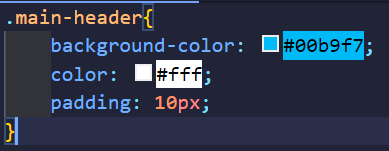 .main-header{
    background-color: #00b9f7;
    color: #fff;
    padding: 10px;
}